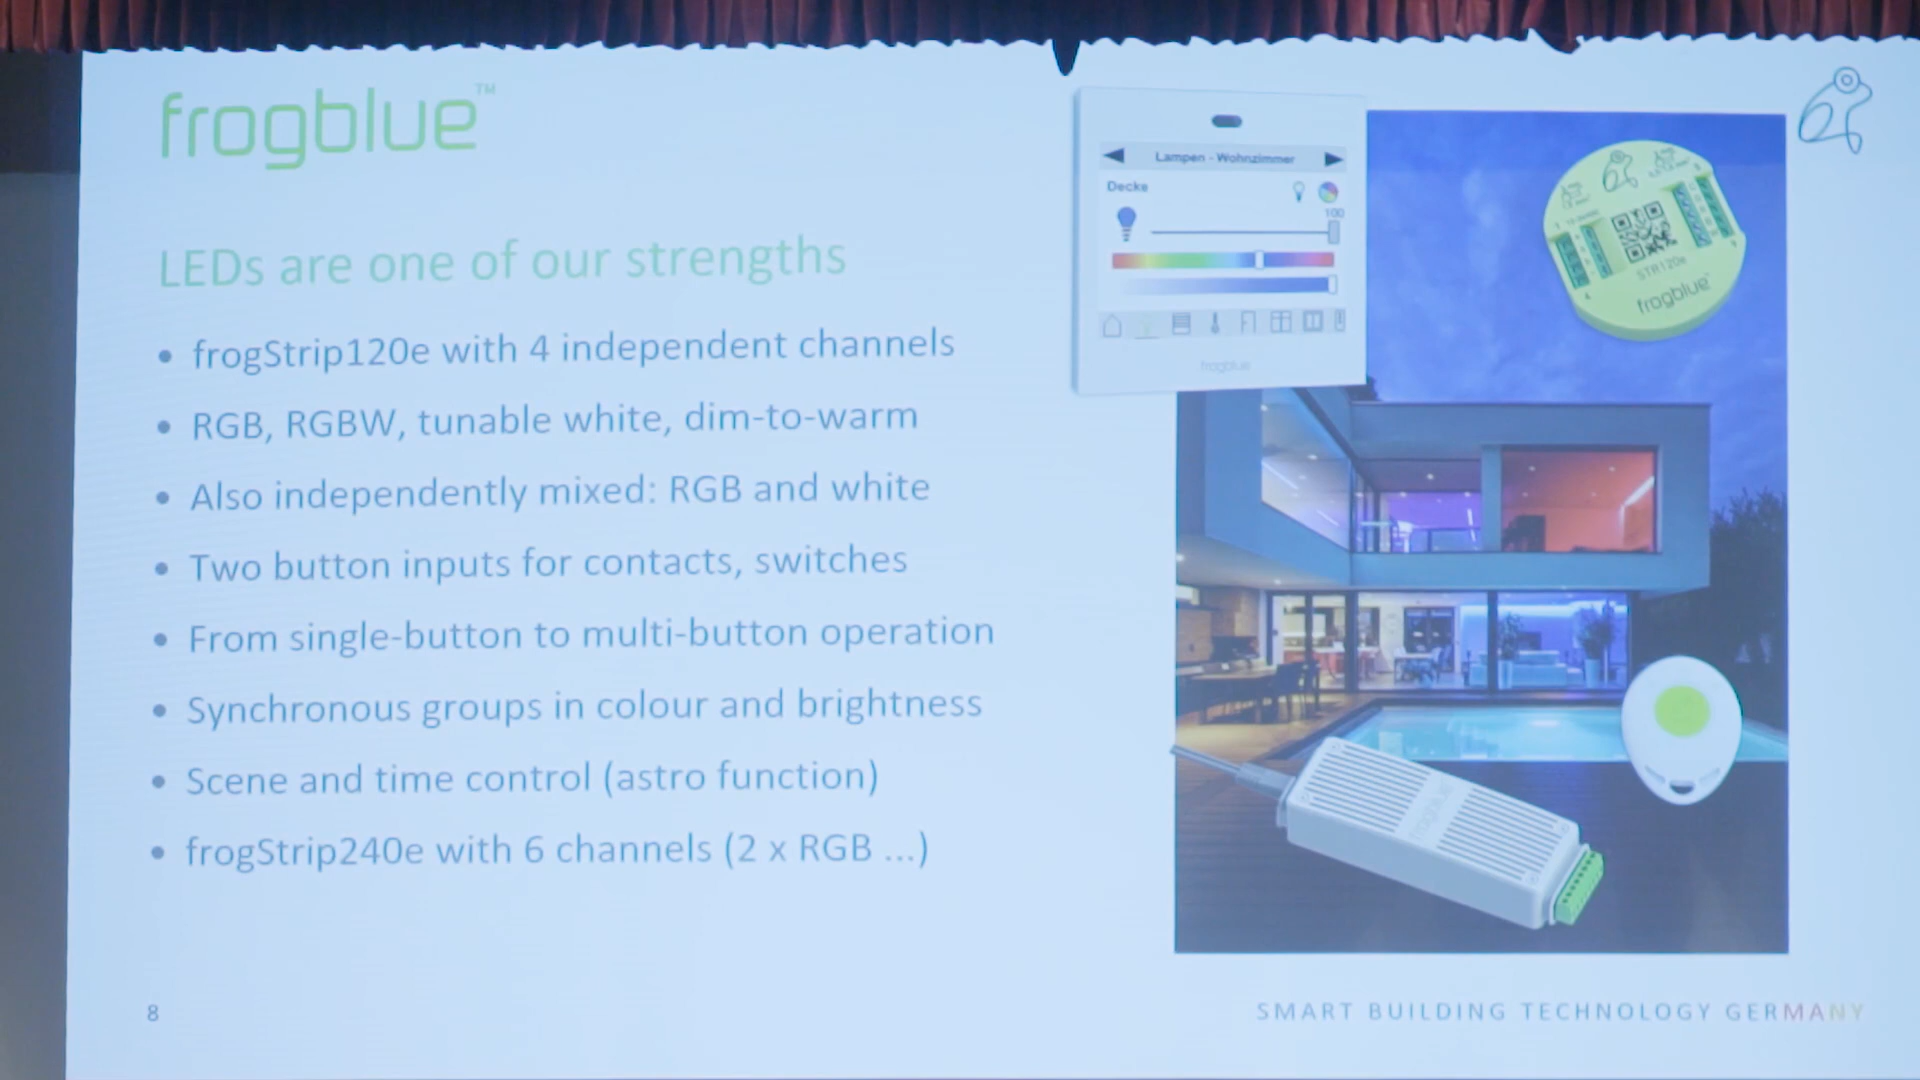 frogblue™
LEDs are one of our strengths
• frogStrip120e with 4 independent channels
• RGB, RGBW, tunable white, dim-to-warm
• Also independently mixed: RGB and white
• Two button inputs for contacts, switches
• From single-button to multi-button operation
• Synchronous groups in colour and brightness
• Scene and time control (astro function)
• frogStrip240e with 6 channels (2 x RGB ...)
8
Lampen - Wohnzimmer
Decke
100
frogblue
STR120e
frogblue
frogblue
SMART BUILDING TECHNOLOGY GERMANY